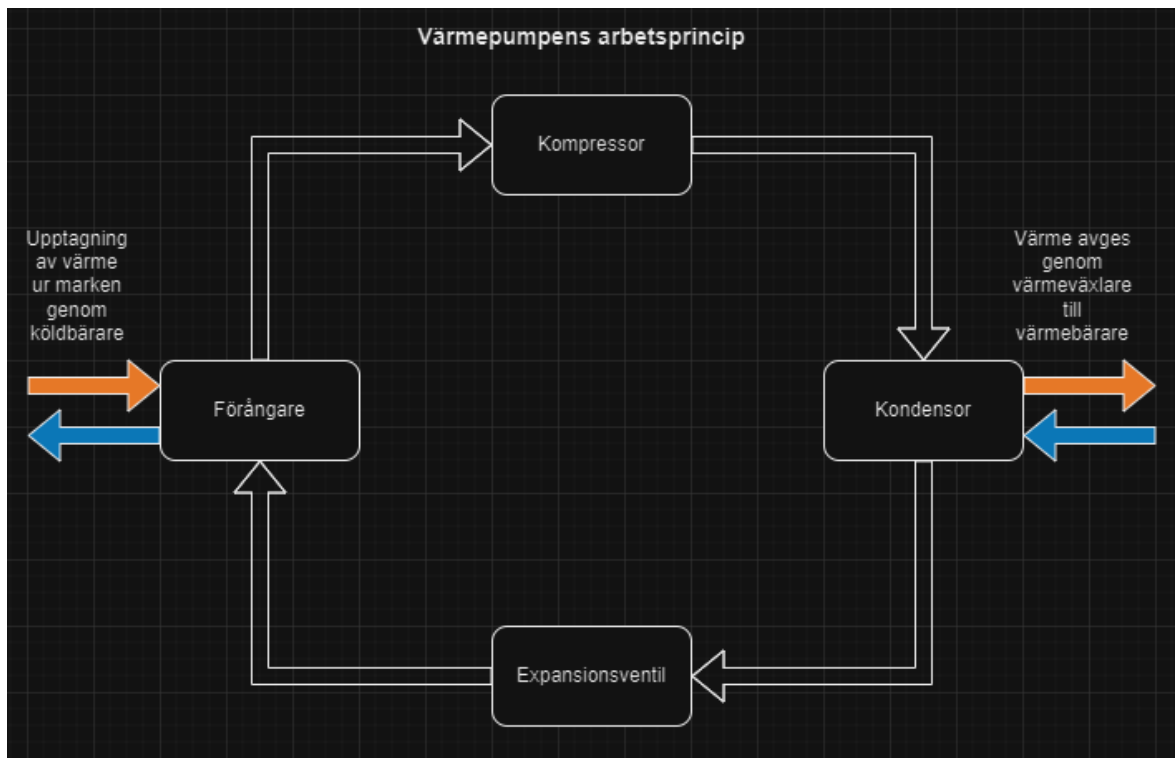 Värmepumpens arbetsprincip
Kompressor
Upptagning
av värme
ur marken
genom
köldbärare
Värme avges
genom
värmeväxlare
till
värmebärare
Förångare
Kondensor
Expansionsventil